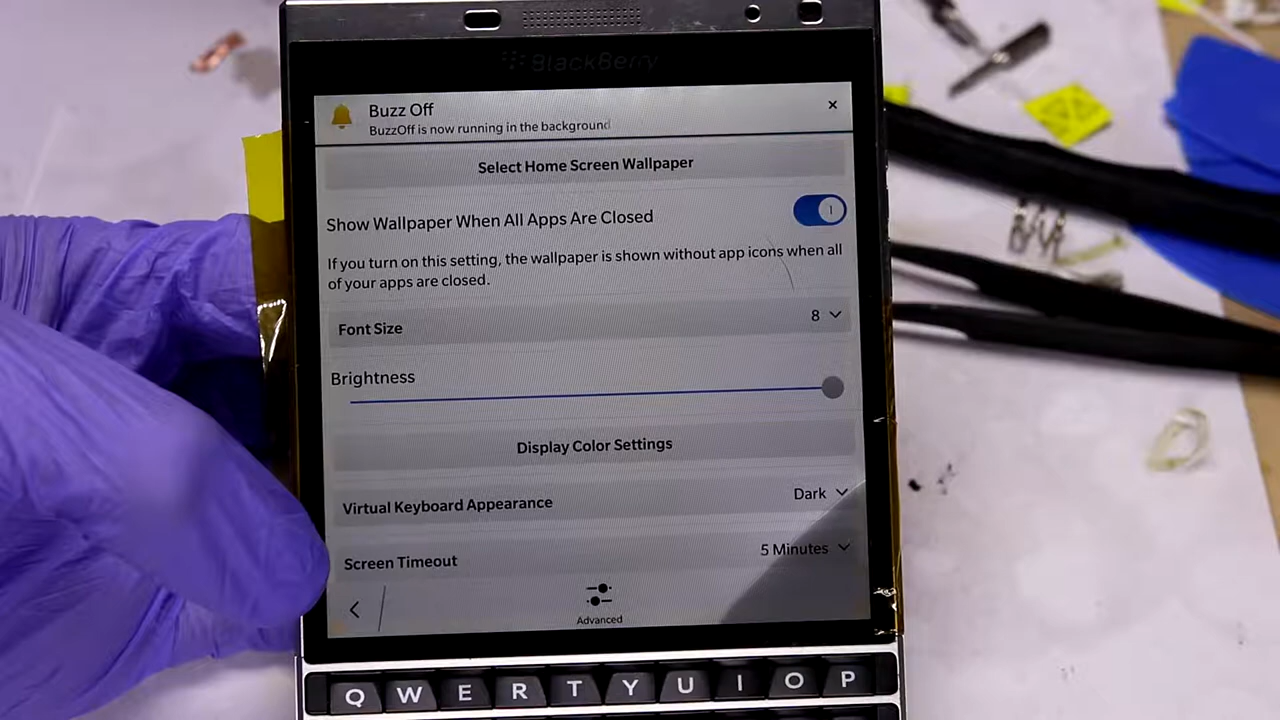 BlackBerry
Buzz Off
BuzzOff is now running in the background
Select Home Screen Wallpaper
Show Wallpaper When All Apps Are Closed
If you turn on this setting, the wallpaper is shown without app icons when all
of your apps are closed.
Font Size 8
Brightness
Display Color Settings
Virtual Keyboard Appearance Dark
Screen Timeout 5 Minutes
Advanced
Q W E R T Y U I O P